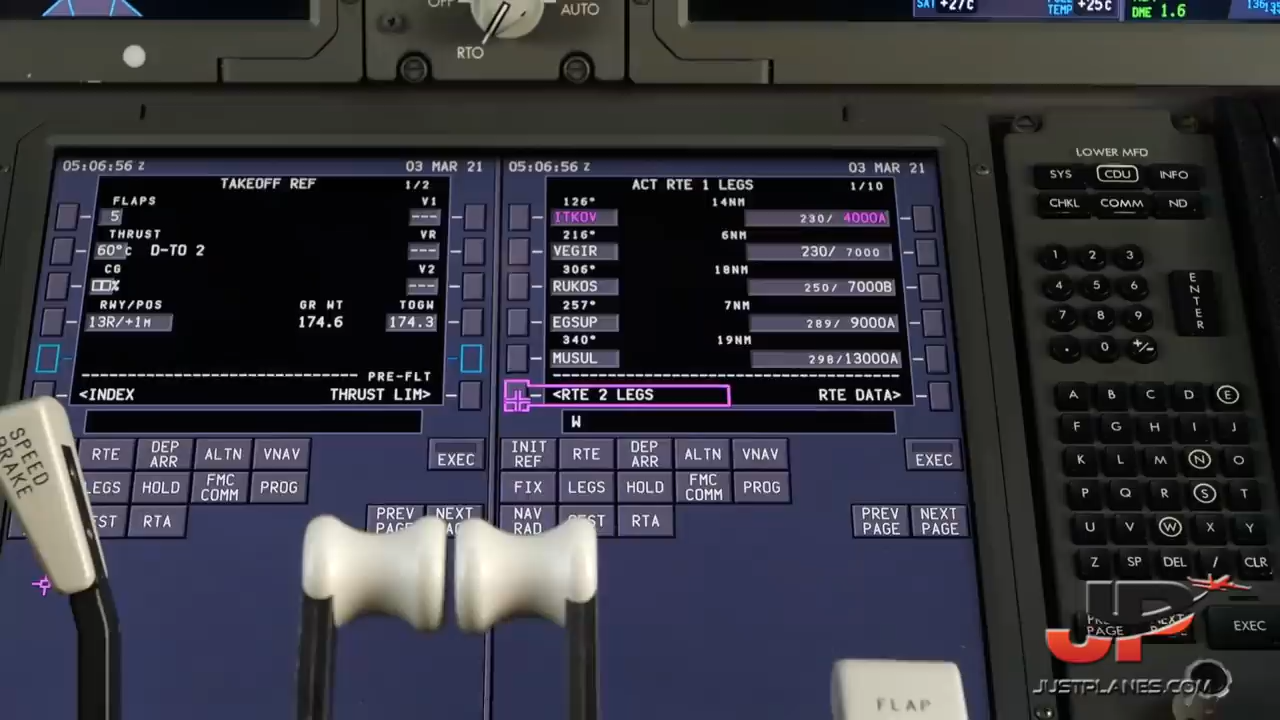 OFF AUTO
RTO
SAT +27c
TEMP +25c
DME 1.6
05:06:56 z 03 MAR 21
TAKEOFF REF 1/2
FLAPS V1
5 ---
THRUST VR
60°c D-TO 2 ---
CG V2
□□% ---
RWY/POS GR WT TOGW
13R/+1M 174.6 174.3
PRE-FLT
<INDEX THRUST LIM>
RTE DEP ARR ALTN VNAV
LEGS HOLD FMC COMM PROG EXEC
RTA
PREV PAGE NEXT PAGE
05:06:56 z 03 MAR 21
ACT RTE 1 LEGS 1/10
126° 14NM
ITKOV 230/ 4000A
216° 6NM
VEGIR 230/ 7000
306° 18NM
RUKOS 250/ 7000B
257° 7NM
EGSUP 289/ 9000A
340° 19NM
MUSUL 298/13000A
<RTE 2 LEGS RTE DATA>
W
INIT REF RTE DEP ARR ALTN VNAV
FIX LEGS HOLD FMC COMM PROG EXEC
NAV RAD RTA
PREV PAGE NEXT PAGE
LOWER MFD
SYS CDU INFO
CHKL COMM ND
1 2 3
4 5 6
7 8 9
. 0 +/-
ENTER
A B C D E
F G H I J
K L M N O
P Q R S T
U V W X Y
Z SP DEL / CLR
PAGE
EXEC
SPEED BRAKE
FLAP
JP
JUSTPLANES.COM